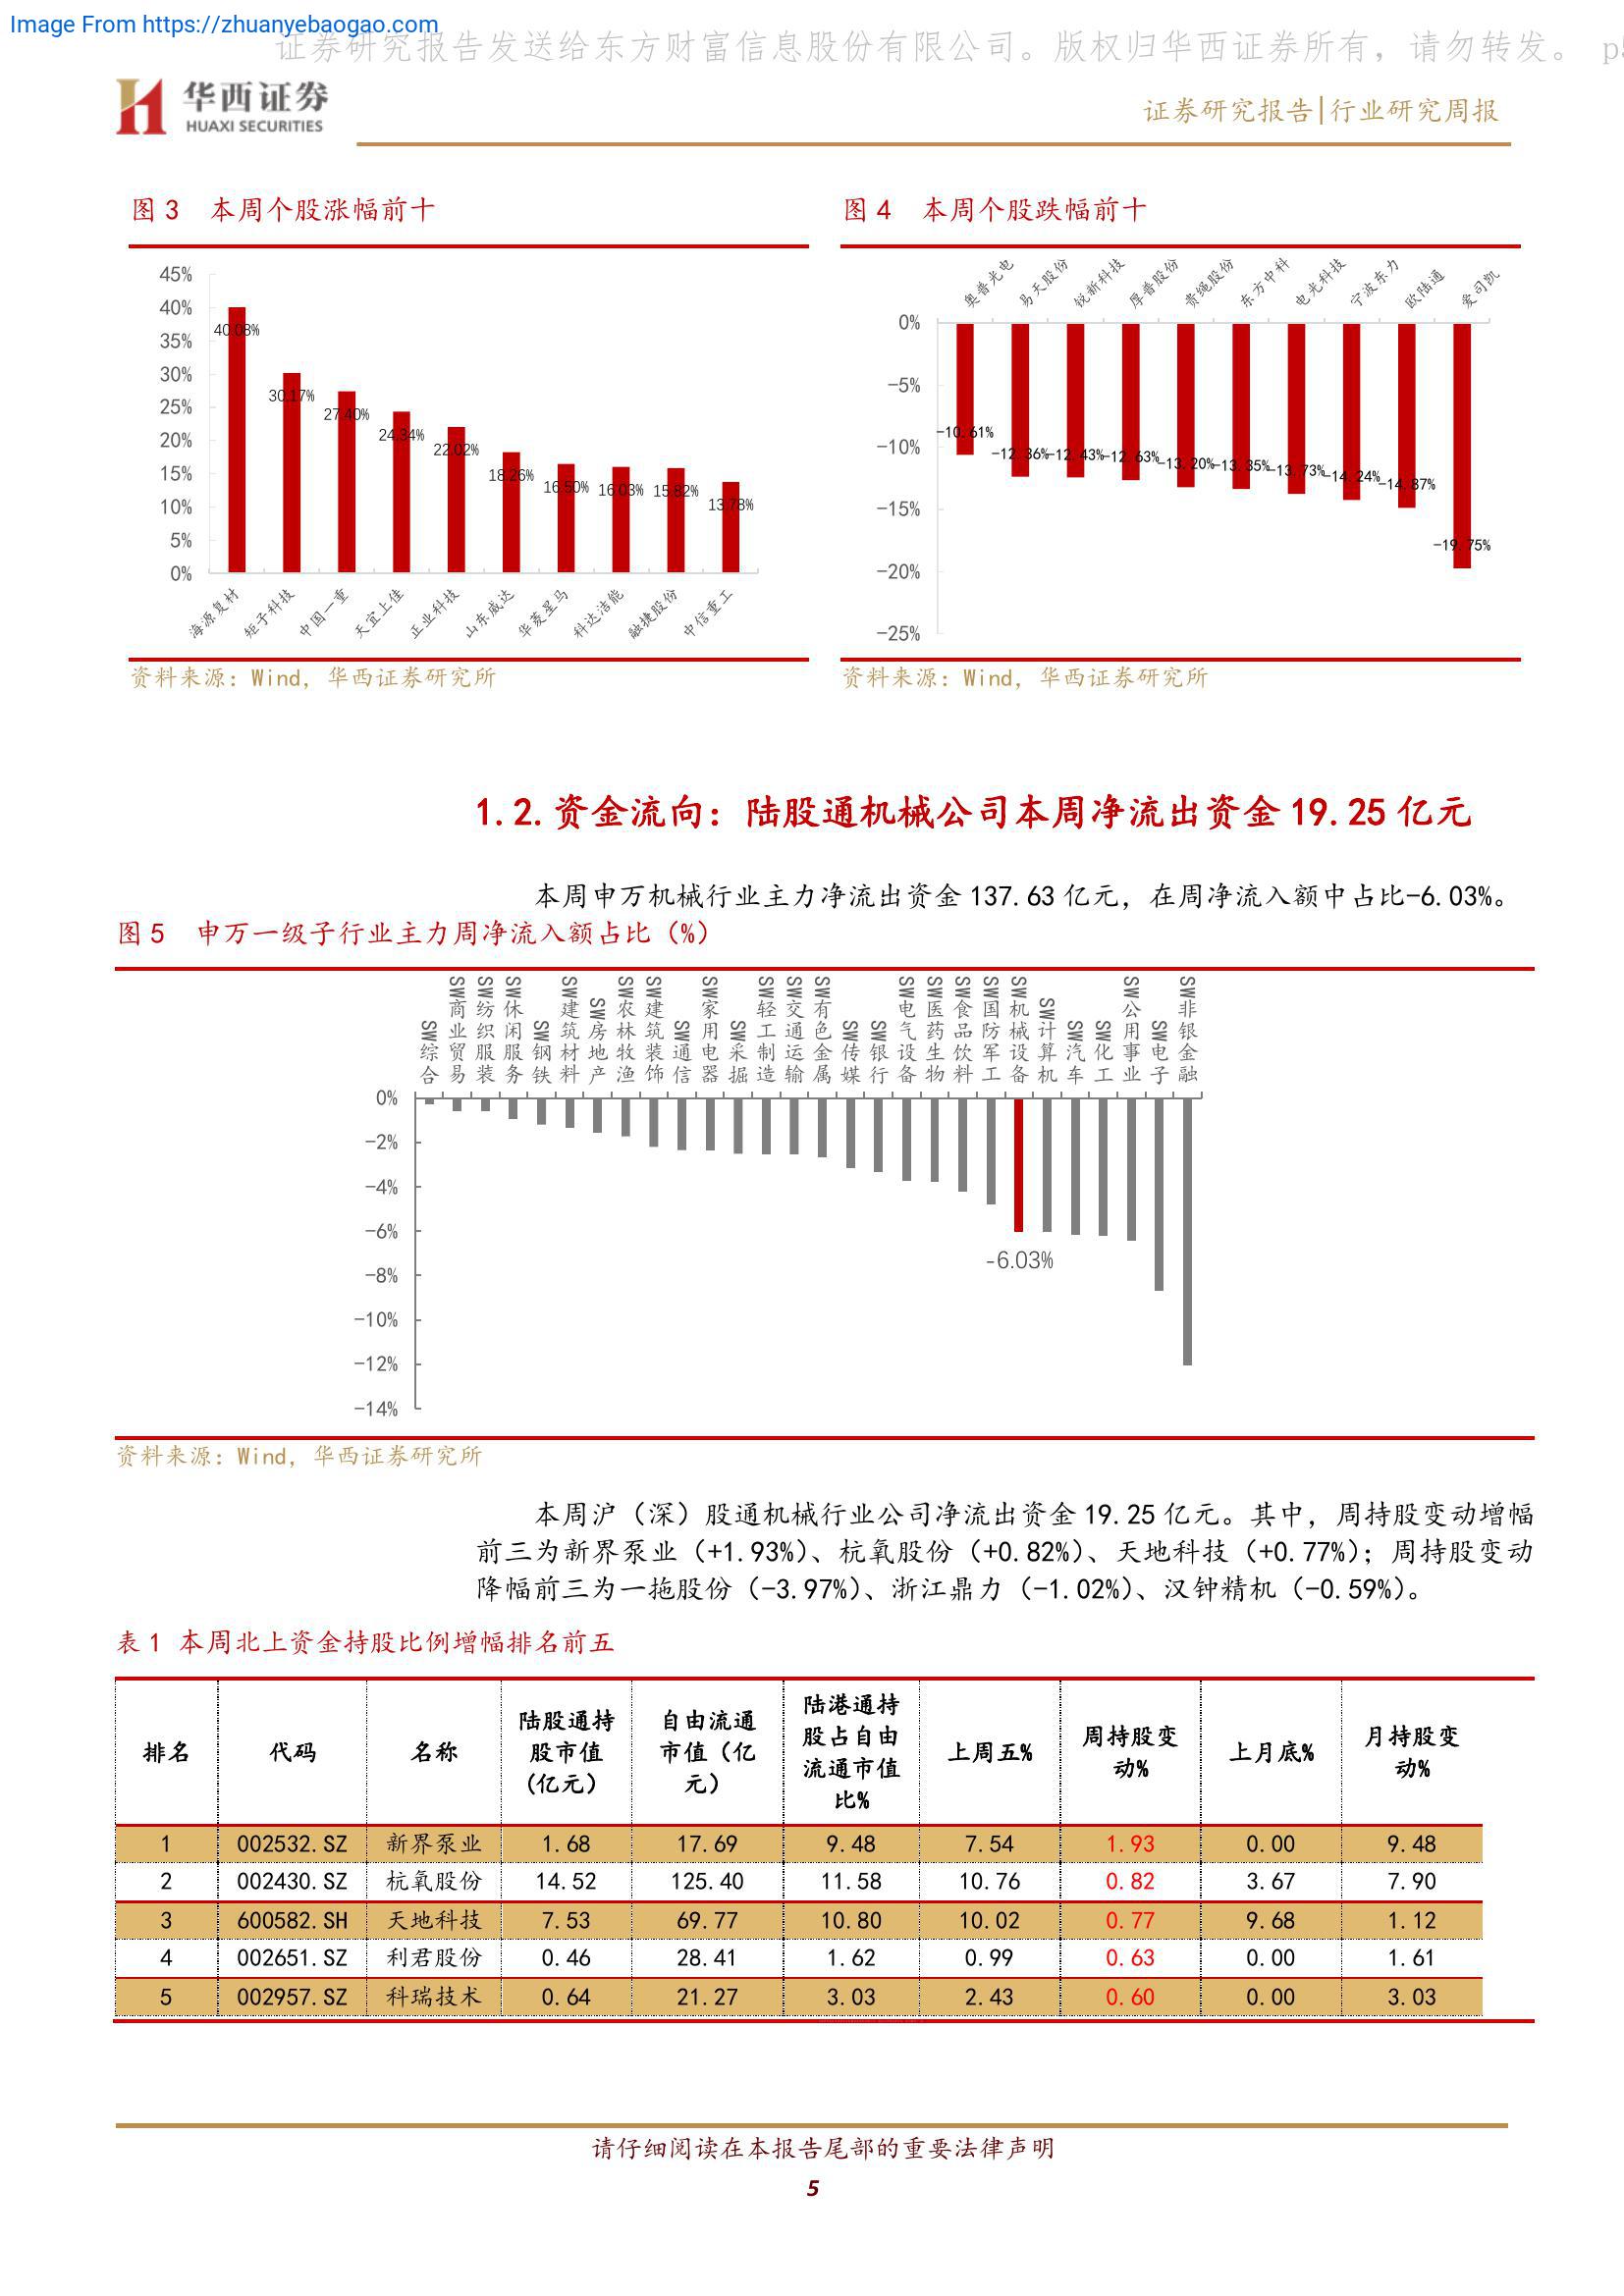 Image From https://zhuanyebaogao.com
证券研究报告发送给东方财富信息股份有限公司。版权归华西证券所有，请勿转发。 p
华西证券
HUAXI SECURITIES
证券研究报告|行业研究周报
图 3 本周个股涨幅前十
45%
40%
35%
30%
25%
20%
15%
10%
5%
0%
40.08%
30.17%
27.40%
24.34%
22.02%
18.26%
16.50%
16.03%
15.82%
13.78%
海源复材
矩子科技
中国一重
天宜上佳
正业科技
山东威达
华菱星马
科达洁能
融捷股份
中信重工
资料来源：Wind，华西证券研究所
图 4 本周个股跌幅前十
奥普光电
易天股份
锐新科技
厚普股份
贵绳股份
东方中科
电光科技
宁波东力
欧陆通
爱司凯
0%
-5%
-10%
-15%
-20%
-25%
-10.61%
-12.36%
-12.43%
-12.63%
-13.20%
-13.35%
-13.73%
-14.24%
-14.87%
-19.75%
资料来源：Wind，华西证券研究所
1.2.资金流向：陆股通机械公司本周净流出资金 19.25 亿元
本周申万机械行业主力净流出资金 137.63 亿元，在周净流入额中占比-6.03%。
图 5 申万一级子行业主力周净流入额占比（%）
SW综合
SW商业贸易
SW纺织服装
SW休闲服务
SW钢铁
SW建筑材料
SW房地产
SW农林牧渔
SW建筑装饰
SW通信
SW家用电器
SW采掘
SW轻工制造
SW交通运输
SW有色金属
SW传媒
SW银行
SW电气设备
SW医药生物
SW食品饮料
SW国防军工
SW机械设备
SW计算机
SW汽车
SW化工
SW公用事业
SW电子
SW非银金融
0%
-2%
-4%
-6%
-8%
-10%
-12%
-14%
-6.03%
资料来源：Wind，华西证券研究所
本周沪（深）股通机械行业公司净流出资金 19.25 亿元。其中，周持股变动增幅
前三为新界泵业（+1.93%）、杭氧股份（+0.82%）、天地科技（+0.77%）；周持股变动
降幅前三为一拖股份（-3.97%）、浙江鼎力（-1.02%）、汉钟精机（-0.59%）。
表 1 本周北上资金持股比例增幅排名前五
排名 代码 名称 陆股通持股市值（亿元） 自由流通市值（亿元） 陆港通持股占自由流通市值比% 上周五% 周持股变动% 上月底% 月持股变动%
1 002532.SZ 新界泵业 1.68 17.69 9.48 7.54 1.93 0.00 9.48
2 002430.SZ 杭氧股份 14.52 125.40 11.58 10.76 0.82 3.67 7.90
3 600582.SH 天地科技 7.53 69.77 10.80 10.02 0.77 9.68 1.12
4 002651.SZ 利君股份 0.46 28.41 1.62 0.99 0.63 0.00 1.61
5 002957.SZ 科瑞技术 0.64 21.27 3.03 2.43 0.60 0.00 3.03
请仔细阅读在本报告尾部的重要法律声明
5